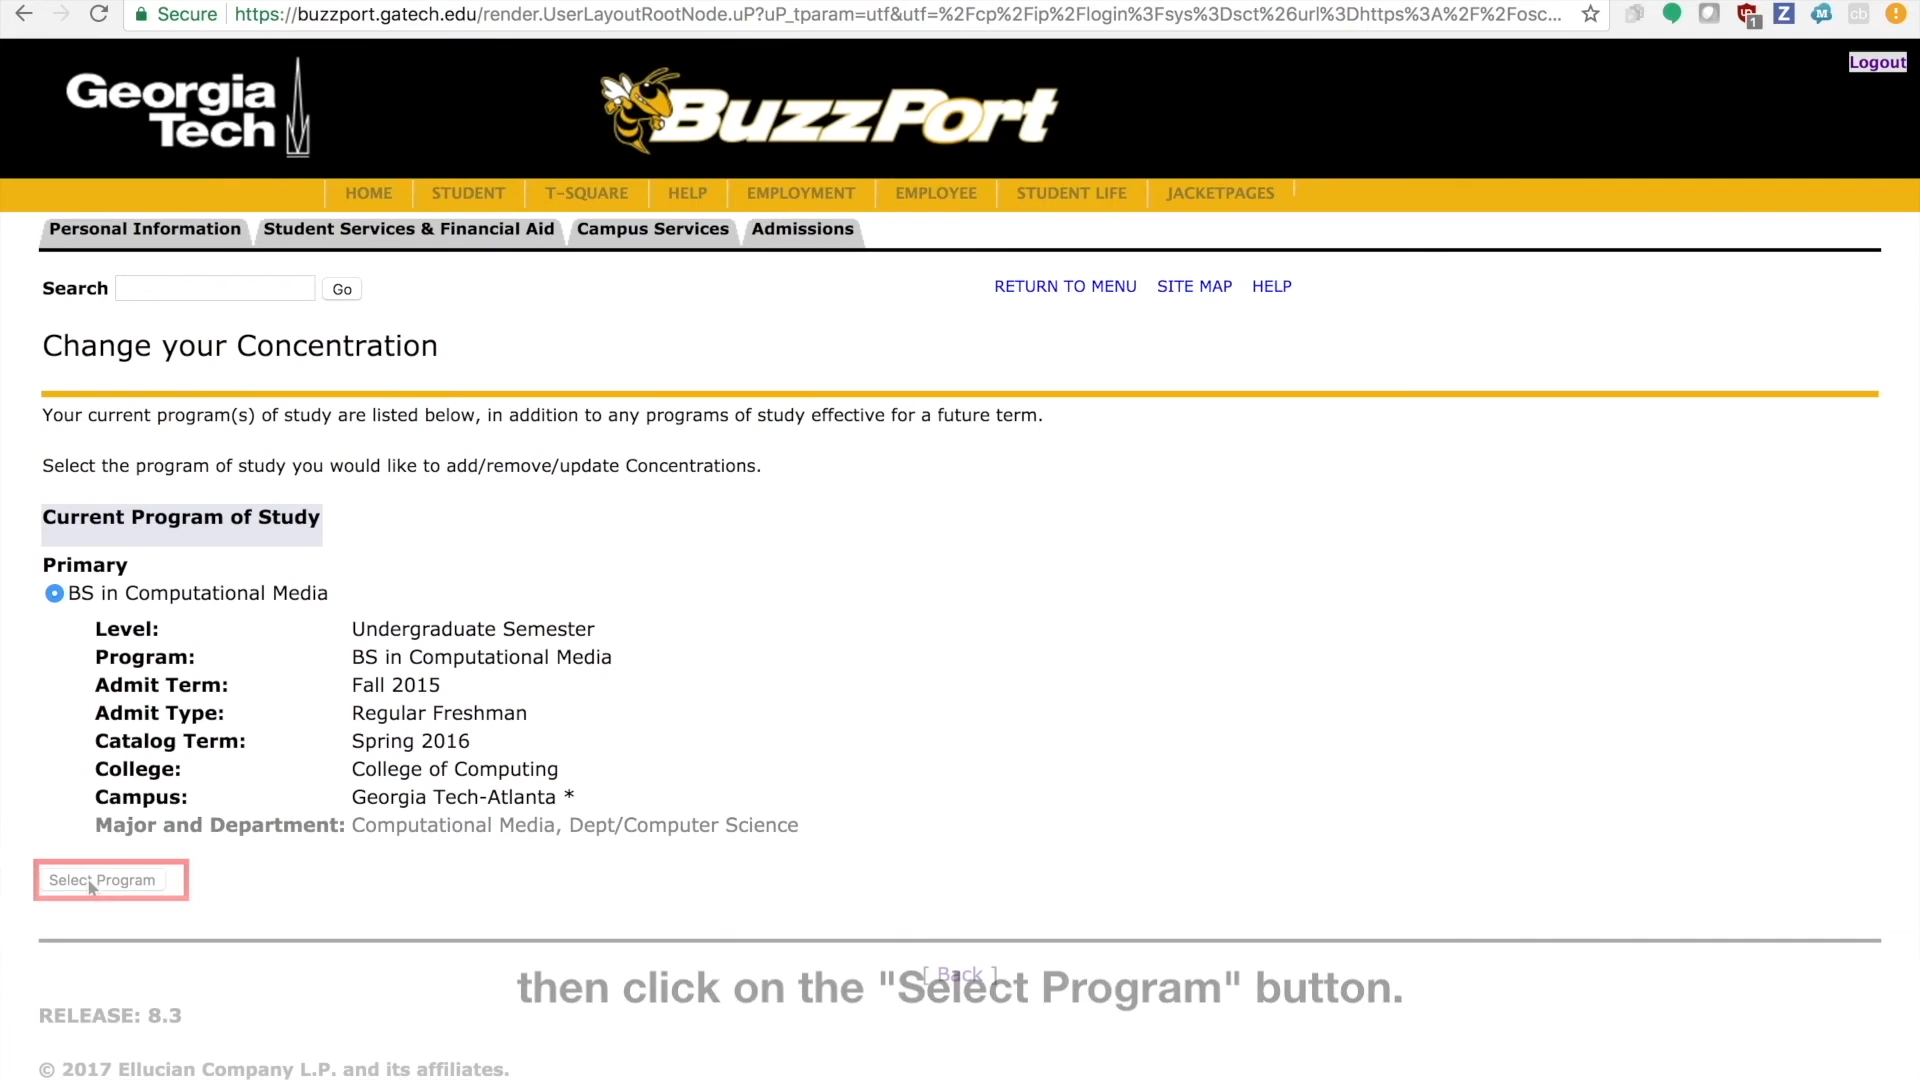 Secure https://buzzport.gatech.edu/render.UserLayoutRootNode.uP?uP_tparam=utf&utf=%2Fcp%2Fip%2Flogin%3Fsys%3Dsct%26url%3Dhttps%3A%2F%2Fosc...
1 Z M cb
Logout
Georgia
Tech
BuzzPort
HOME STUDENT T-SQUARE HELP EMPLOYMENT EMPLOYEE STUDENT LIFE JACKETPAGES
Personal Information Student Services & Financial Aid Campus Services Admissions
Search Go RETURN TO MENU SITE MAP HELP
Change your Concentration
Your current program(s) of study are listed below, in addition to any programs of study effective for a future term.
Select the program of study you would like to add/remove/update Concentrations.
Current Program of Study
Primary
BS in Computational Media
Level: Undergraduate Semester
Program: BS in Computational Media
Admit Term: Fall 2015
Admit Type: Regular Freshman
Catalog Term: Spring 2016
College: College of Computing
Campus: Georgia Tech-Atlanta *
Major and Department: Computational Media, Dept/Computer Science
Select Program
[ Back ]
then click on the "Select Program" button.
RELEASE: 8.3
© 2017 Ellucian Company L.P. and its affiliates.